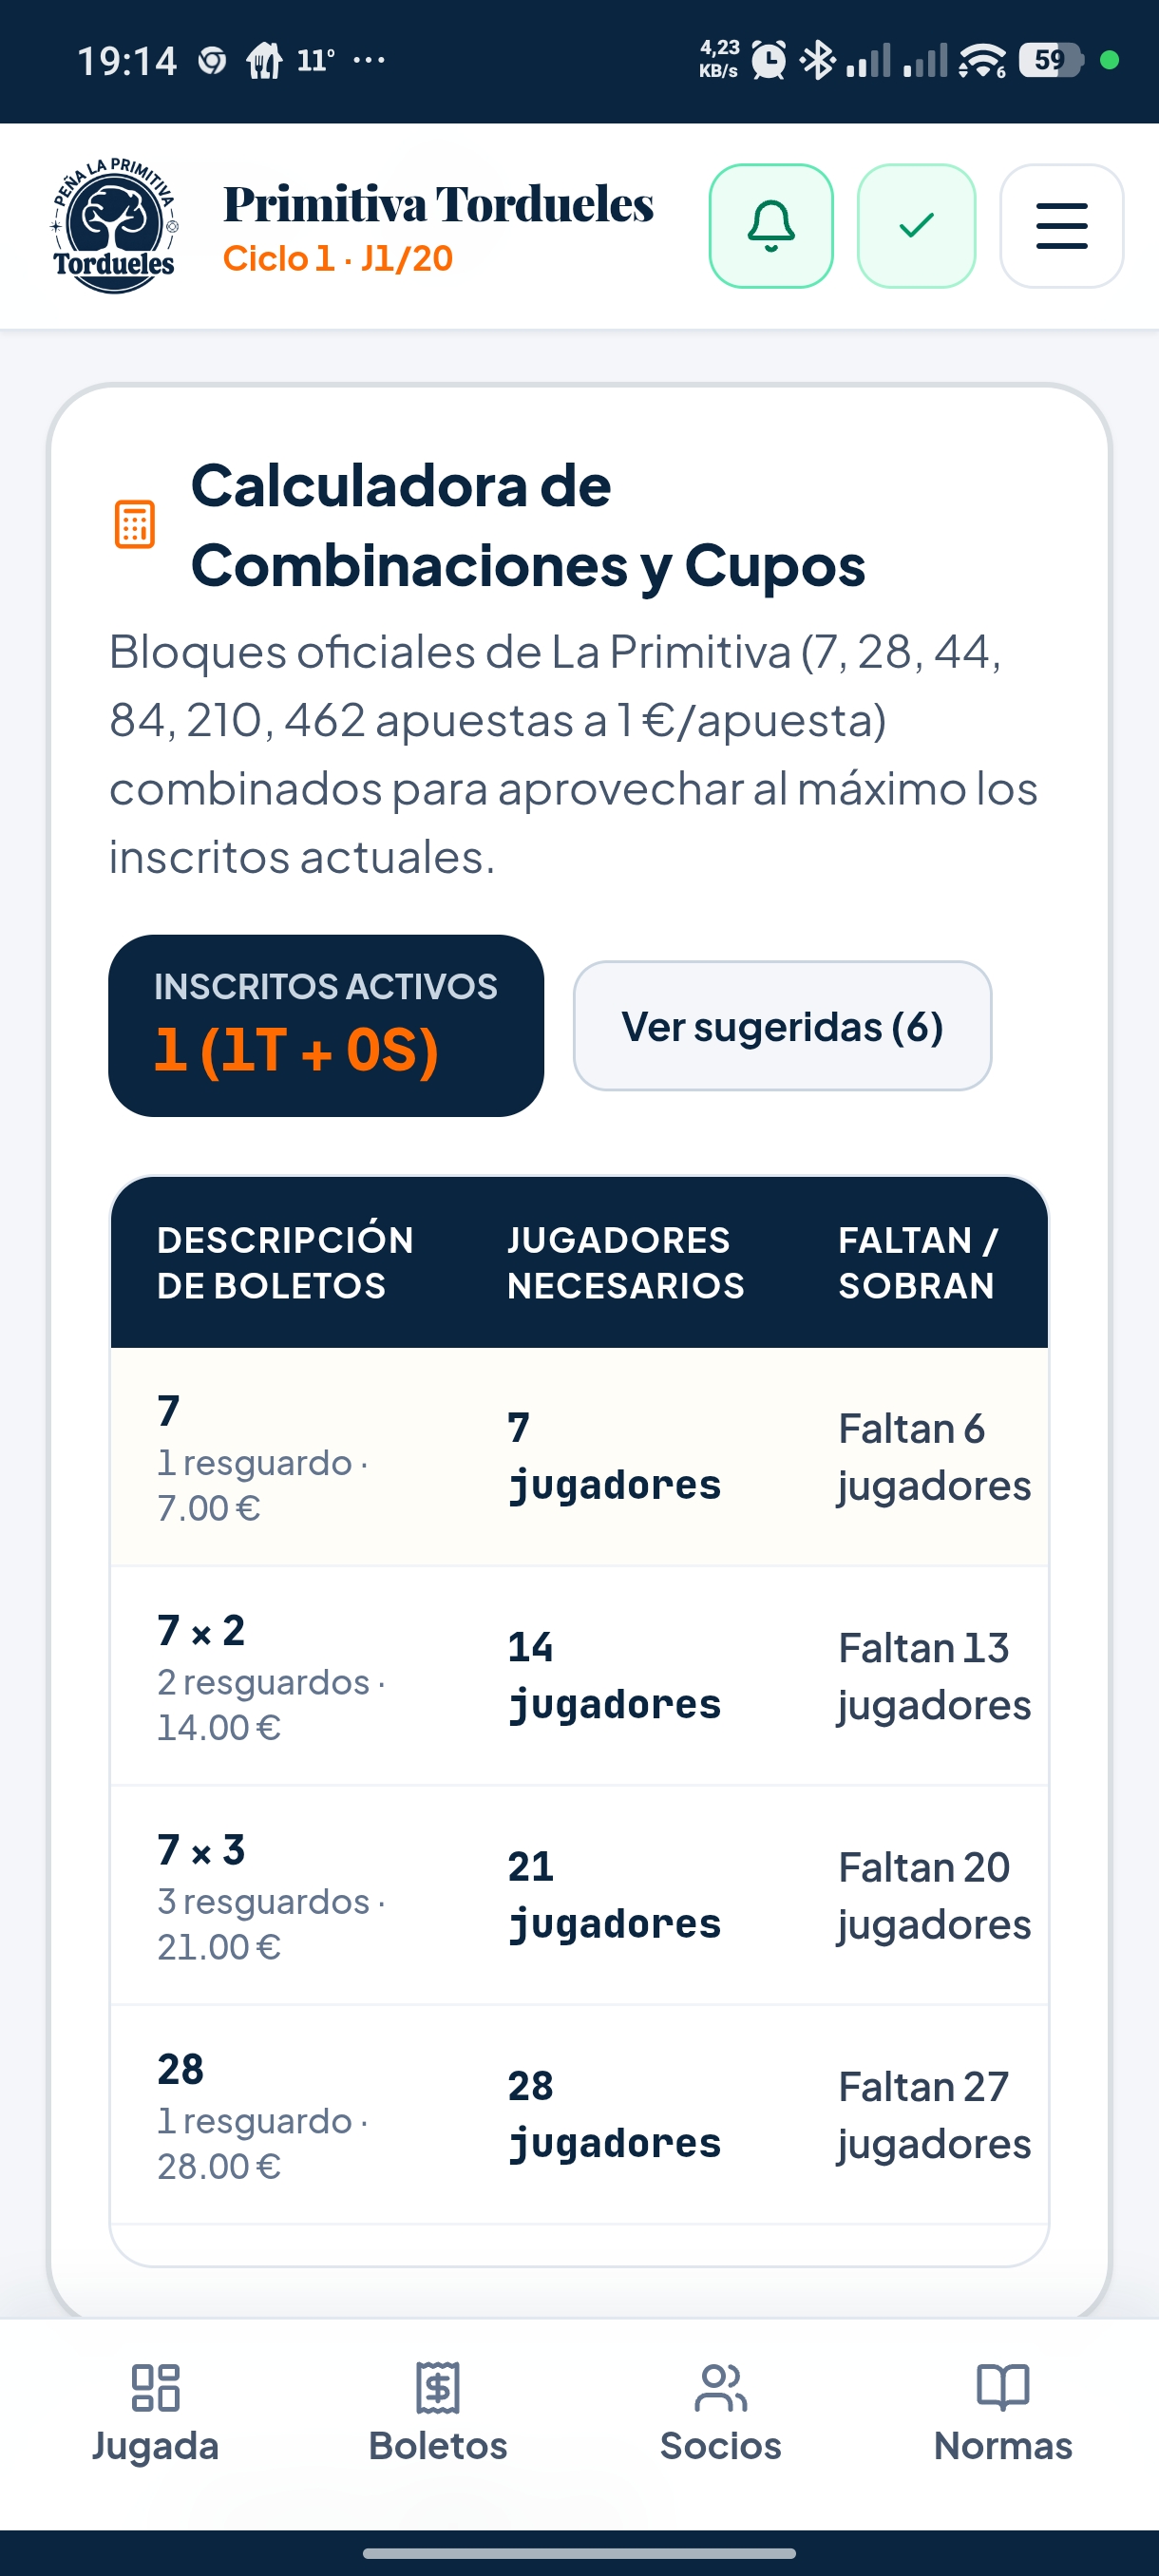 19:14 11° ... 4,23 KB/s 6 59
PEÑA LA PRIMITIVA
Tordueles
Primitiva Tordueles
Ciclo 1 · J1/20
Calculadora de
Combinaciones y Cupos
Bloques oficiales de La Primitiva (7, 28, 44,
84, 210, 462 apuestas a 1 €/apuesta)
combinados para aprovechar al máximo los
inscritos actuales.
INSCRITOS ACTIVOS
1 (1T + 0S)
Ver sugeridas (6)
DESCRIPCIÓN
DE BOLETOS
JUGADORES
NECESARIOS
FALTAN /
SOBRAN
7
1 resguardo ·
7.00 €
7
jugadores
Faltan 6
jugadores
7 × 2
2 resguardos ·
14.00 €
14
jugadores
Faltan 13
jugadores
7 × 3
3 resguardos ·
21.00 €
21
jugadores
Faltan 20
jugadores
28
1 resguardo ·
28.00 €
28
jugadores
Faltan 27
jugadores
Jugada
Boletos
Socios
Normas